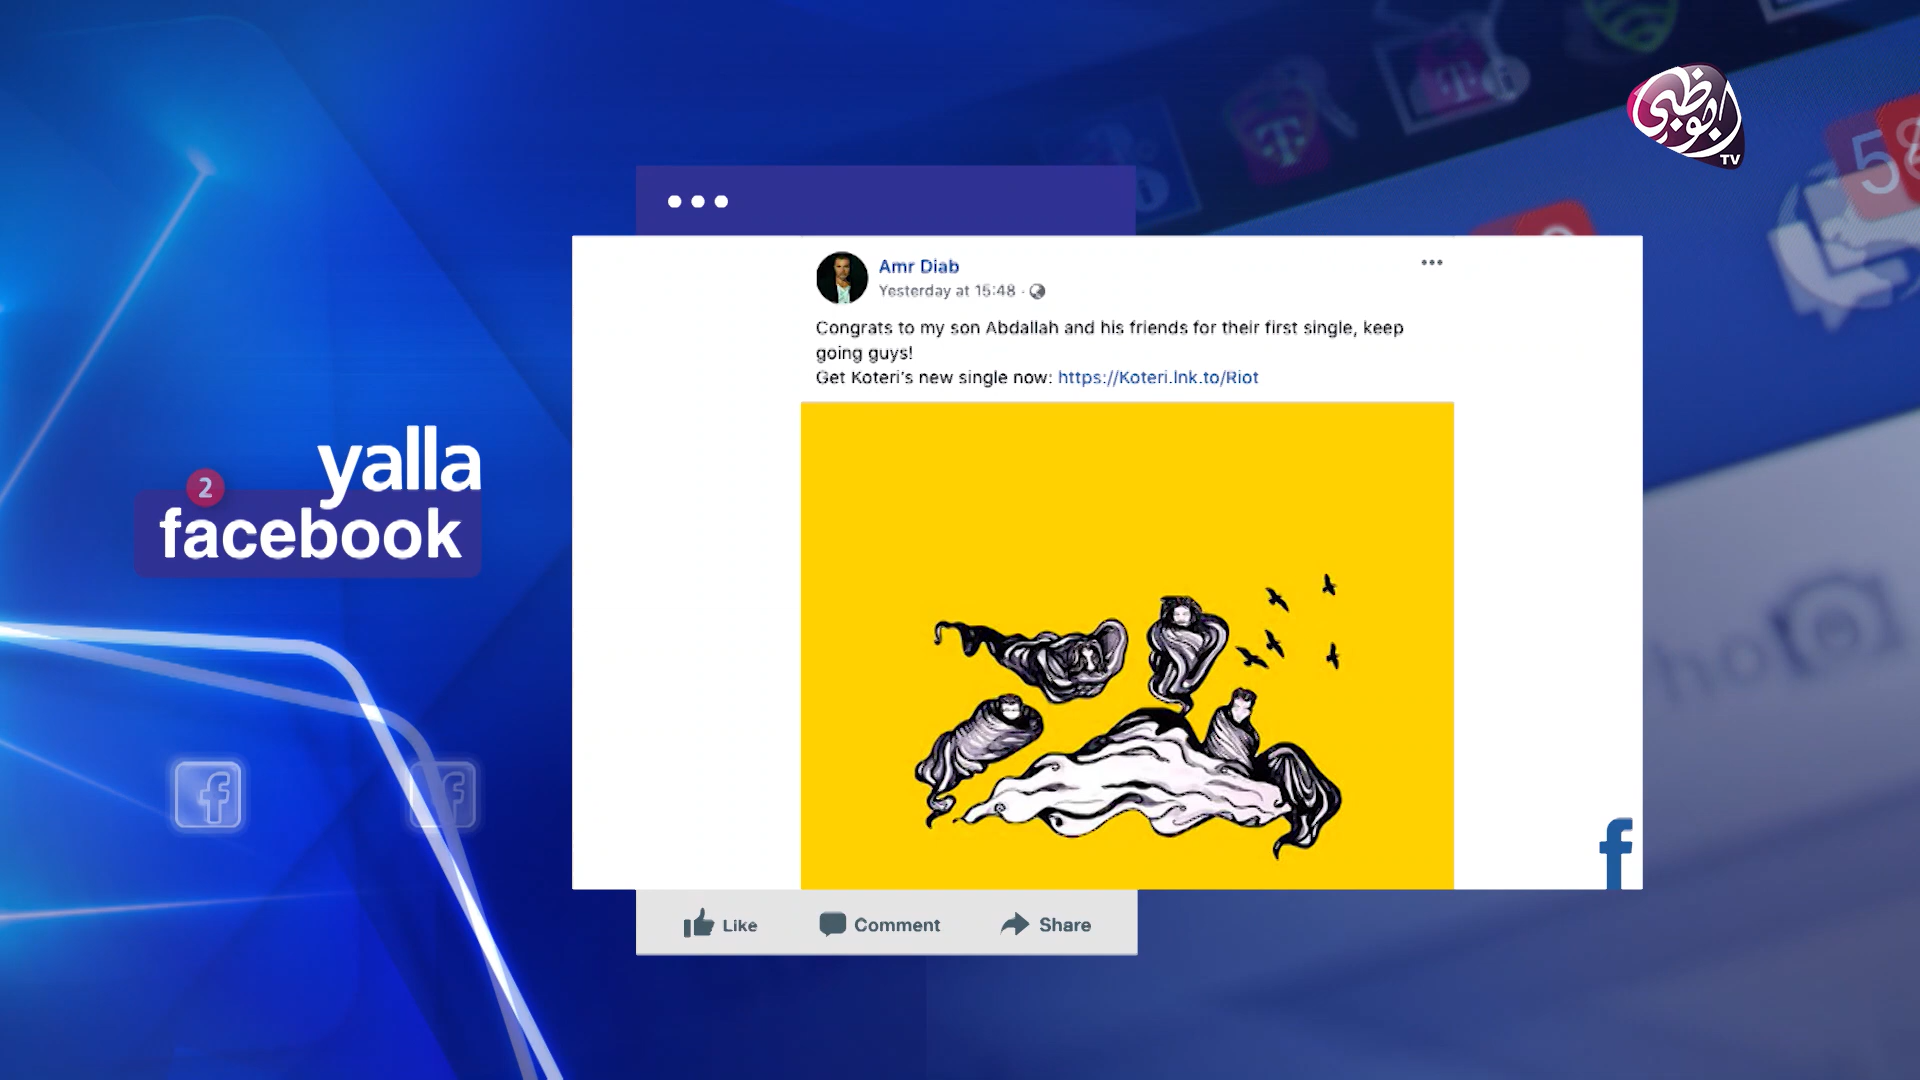 أبوظبي
TV
58
yalla
2
facebook
Amr Diab
Yesterday at 15:48 ·
Congrats to my son Abdallah and his friends for their first single, keep
going guys!
Get Koteri's new single now: https://Koteri.lnk.to/Riot
Like
Comment
Share